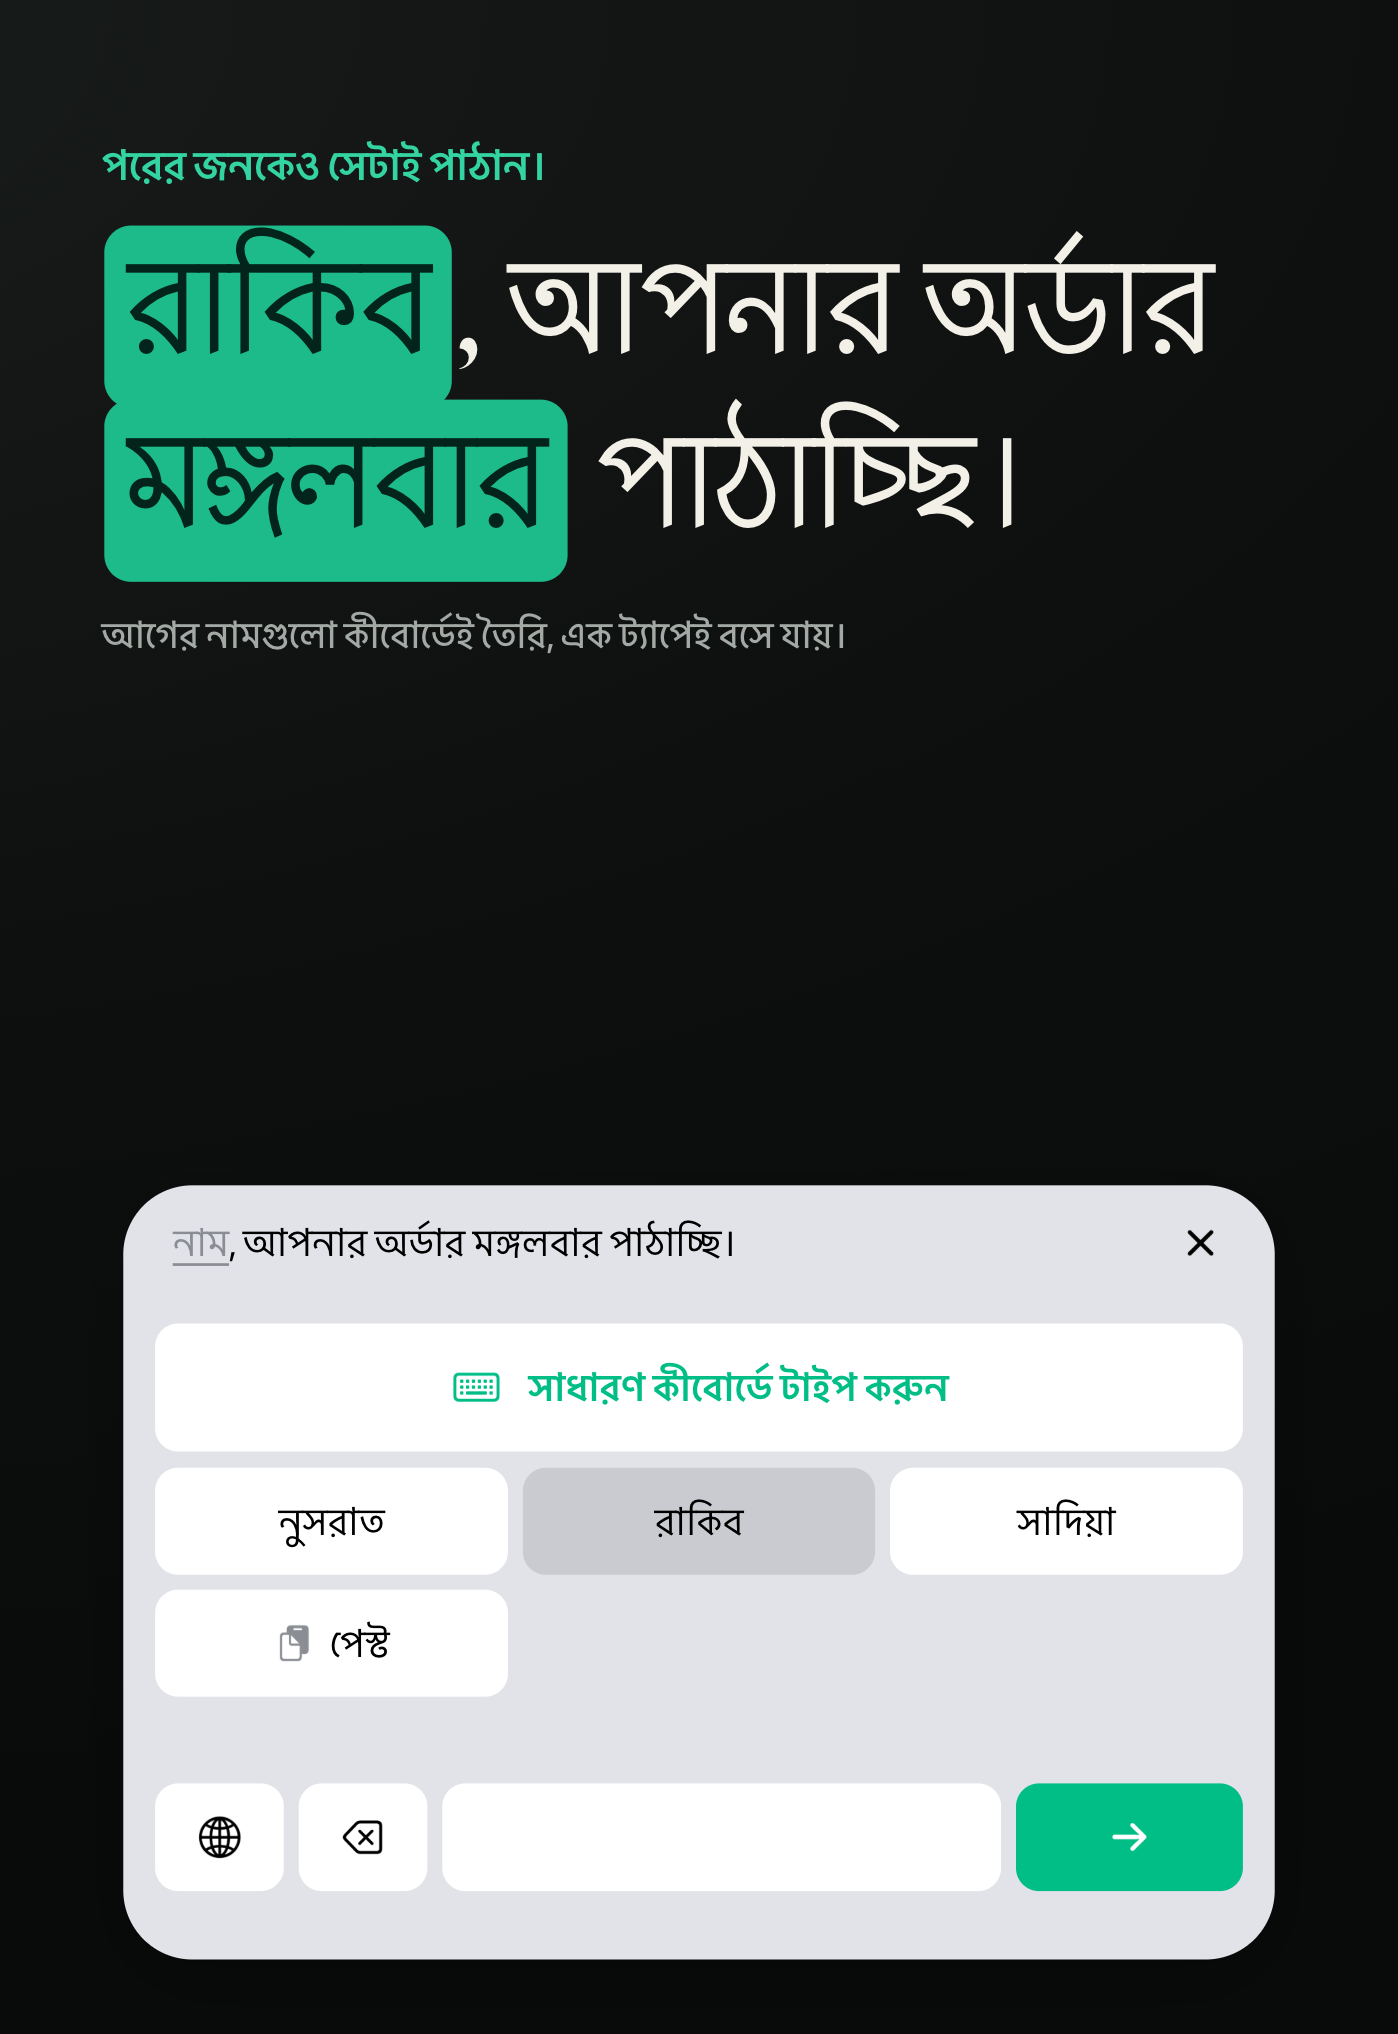 পরের জনকেও সেটাই পাঠান।
রাকিব, আপনার অর্ডার
মঙ্গলবার পাঠাচ্ছি।
আগের নামগুলো কীবোর্ডেই তৈরি, এক ট্যাপেই বসে যায়।
নাম, আপনার অর্ডার মঙ্গলবার পাঠাচ্ছি।
সাধারণ কীবোর্ডে টাইপ করুন
নুসরাত
রাকিব
সাদিয়া
পেস্ট